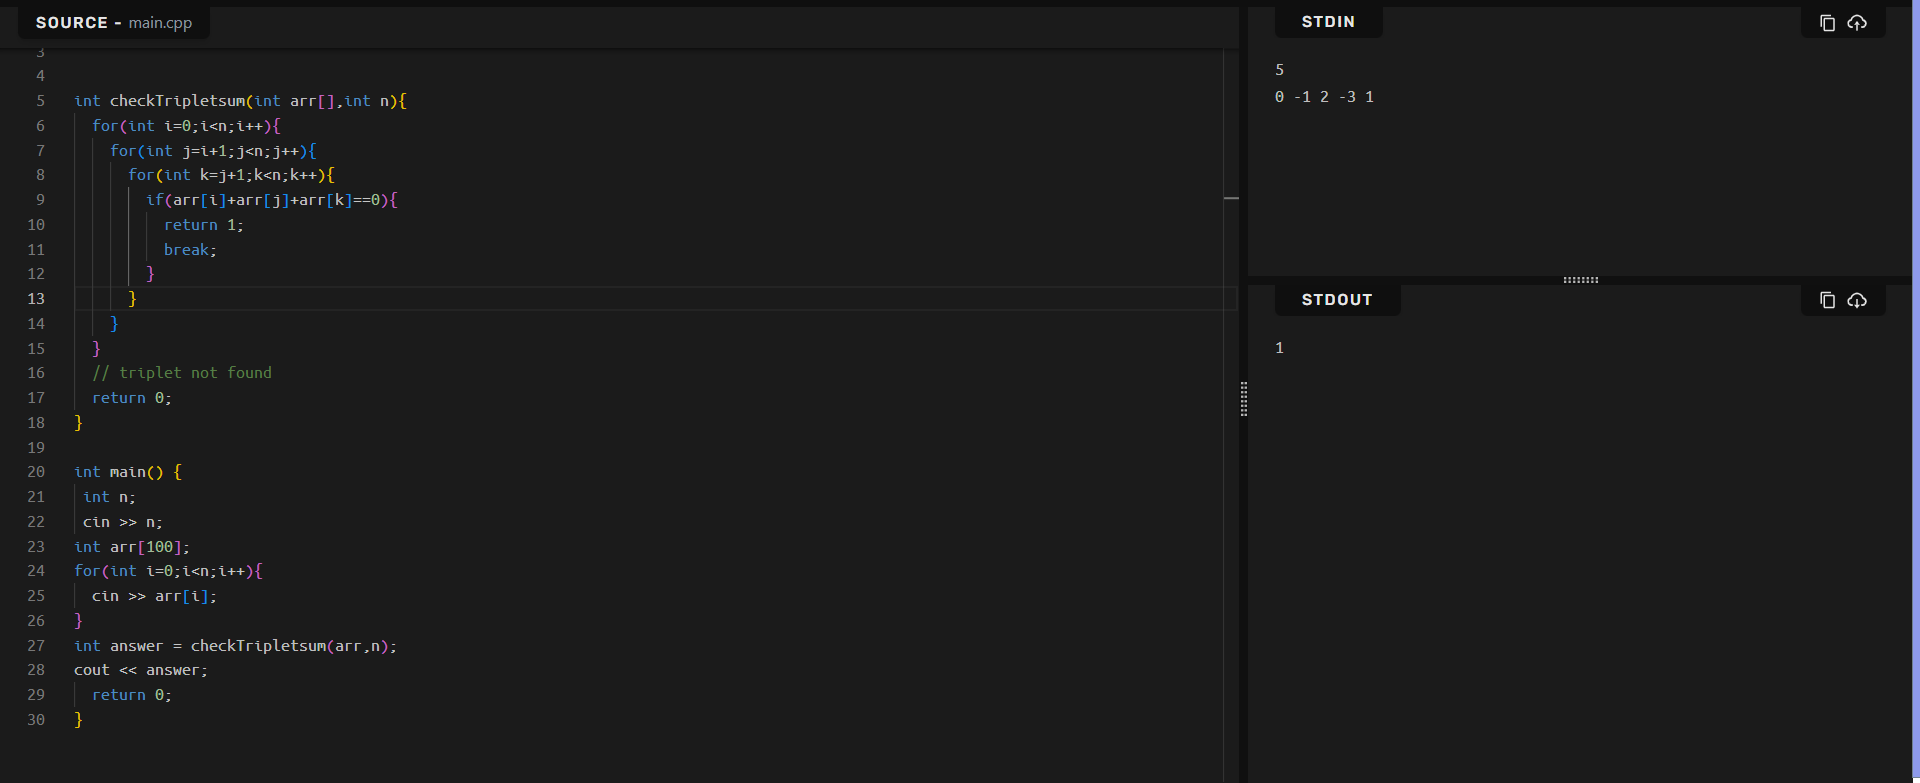 SOURCE - main.cpp
3
4
5 int checkTripletsum(int arr[],int n){
6 for(int i=0;i<n;i++){
7 for(int j=i+1;j<n;j++){
8 for(int k=j+1;k<n;k++){
9 if(arr[i]+arr[j]+arr[k]==0){
10 return 1;
11 break;
12 }
13 }
14 }
15 }
16 // triplet not found
17 return 0;
18 }
19
20 int main() {
21 int n;
22 cin >> n;
23 int arr[100];
24 for(int i=0;i<n;i++){
25 cin >> arr[i];
26 }
27 int answer = checkTripletsum(arr,n);
28 cout << answer;
29 return 0;
30 }
STDIN
5
0 -1 2 -3 1
STDOUT
1